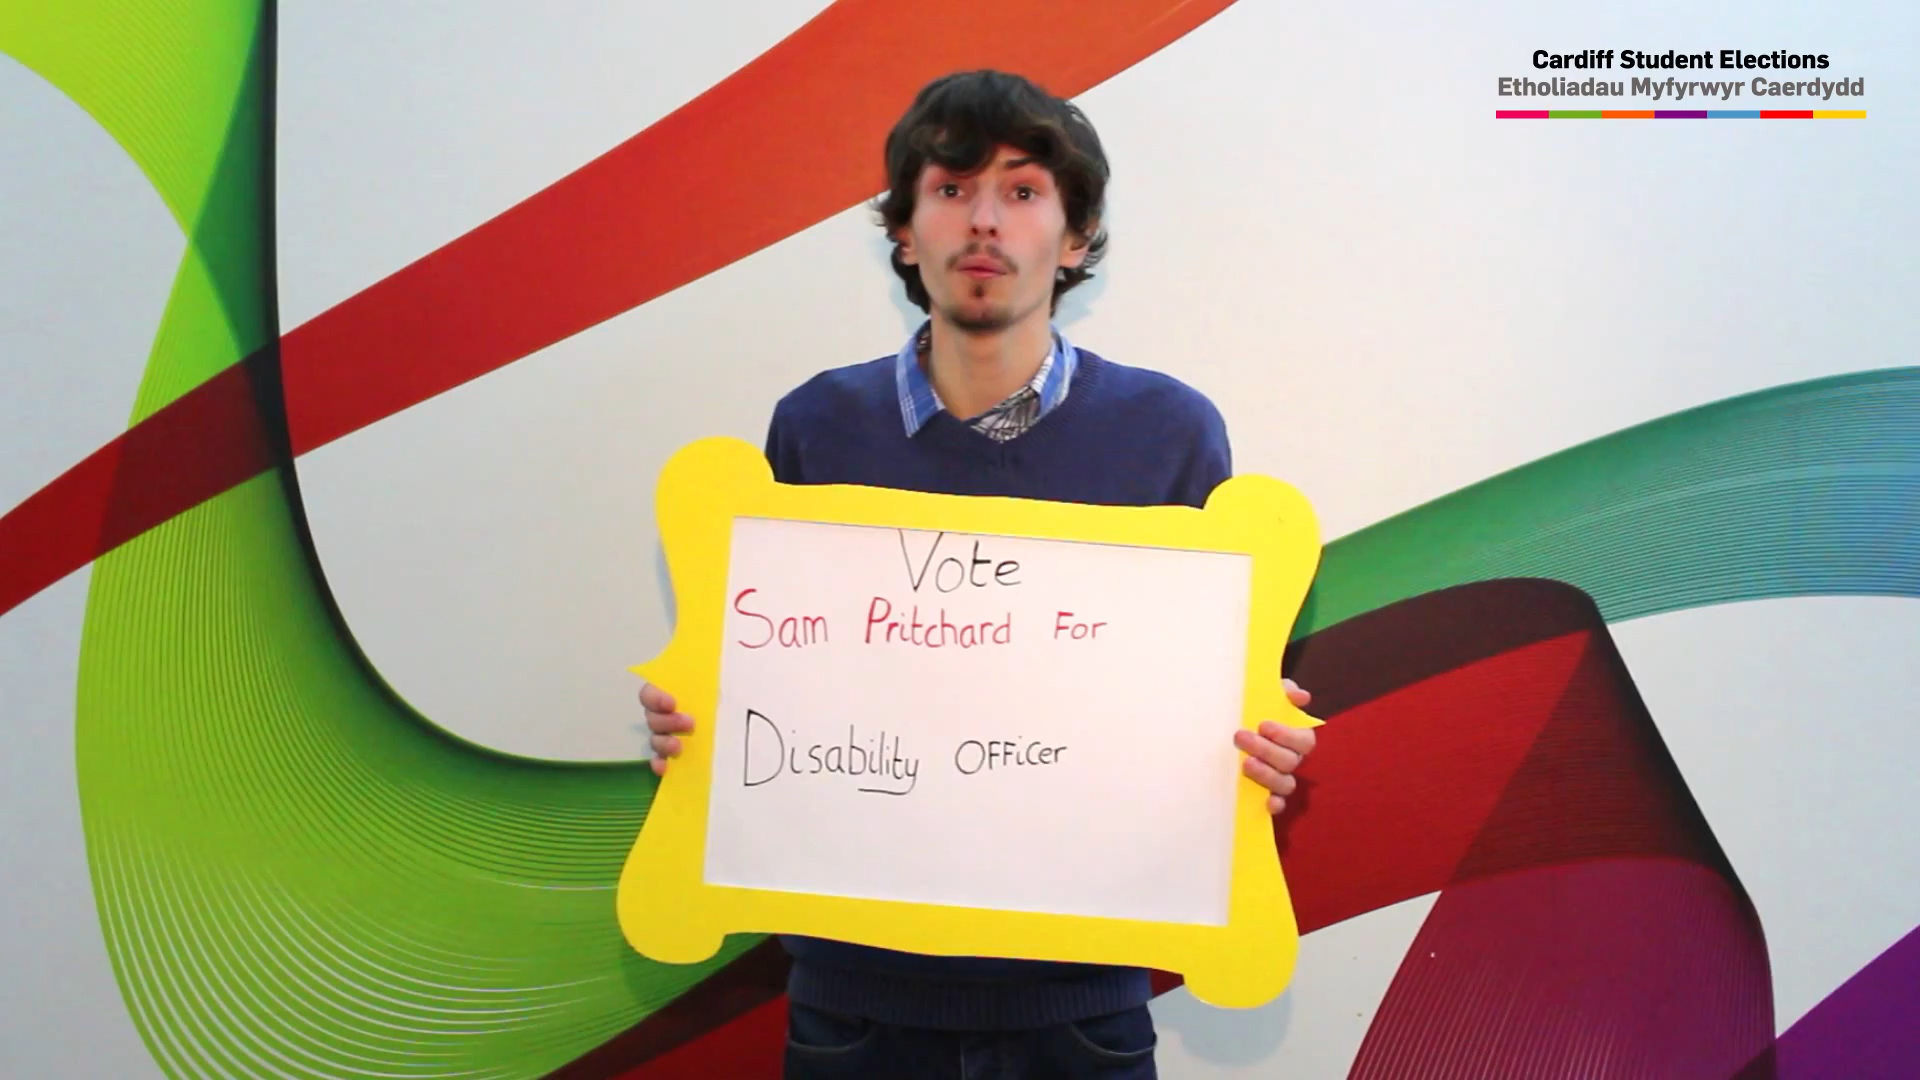 Cardiff Student Elections
Etholiadau Myfyrwyr Caerdydd
Vote
Sam Pritchard For
Disability OFFicer